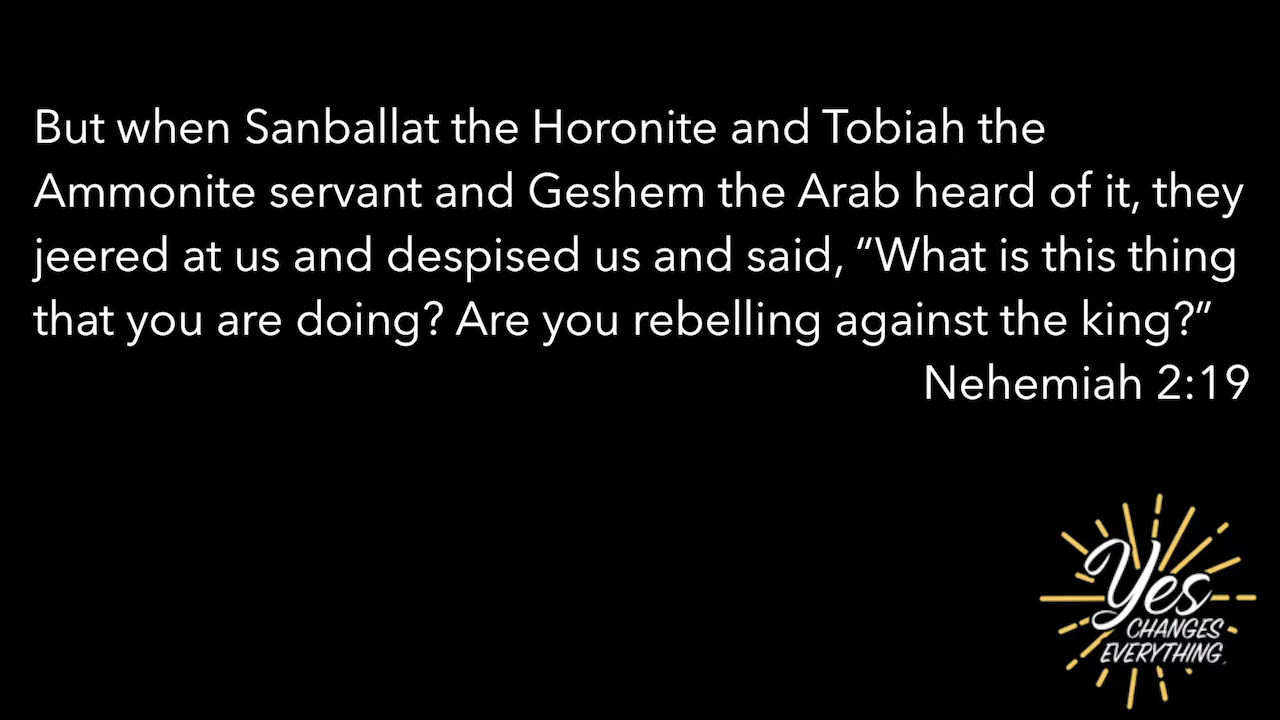 But when Sanballat the Horonite and Tobiah the
Ammonite servant and Geshem the Arab heard of it, they
jeered at us and despised us and said, “What is this thing
that you are doing? Are you rebelling against the king?”
Nehemiah 2:19
Yes
CHANGES
EVERYTHING.